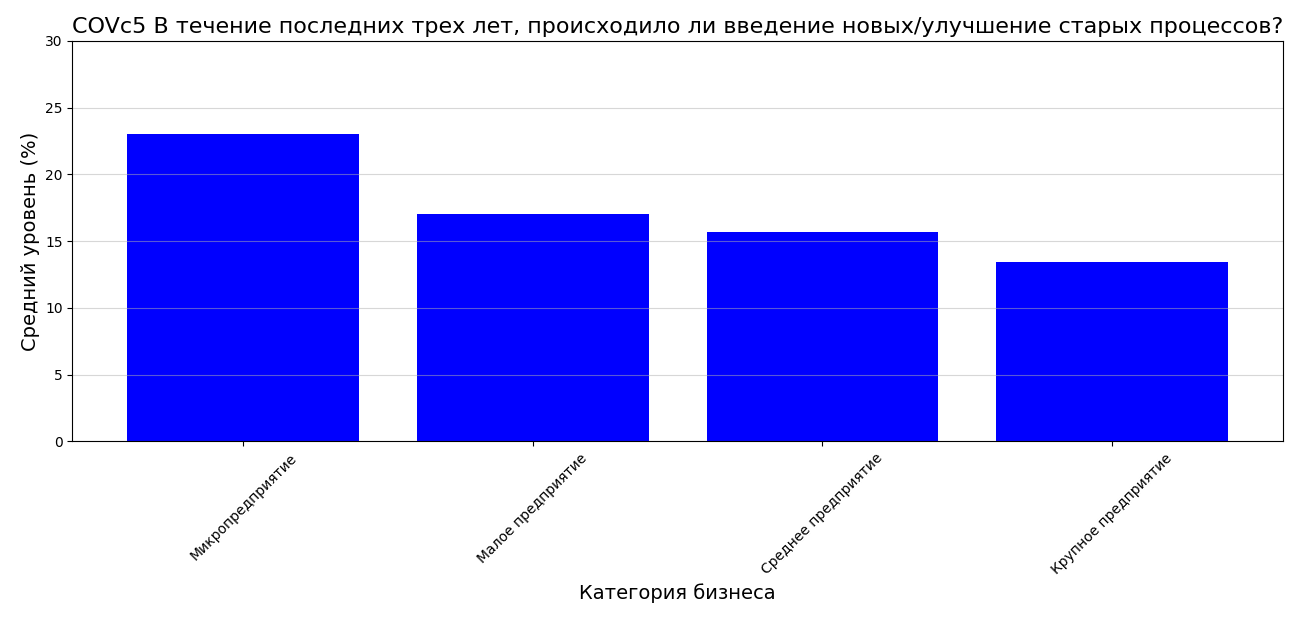 COVc5 В течение последних трех лет, происходило ли введение новых/улучшение старых процессов?
30
25
20
15
10
5
0
Средний уровень (%)
Микропредприятие
Малое предприятие
Среднее предприятие
Крупное предприятие
Категория бизнеса